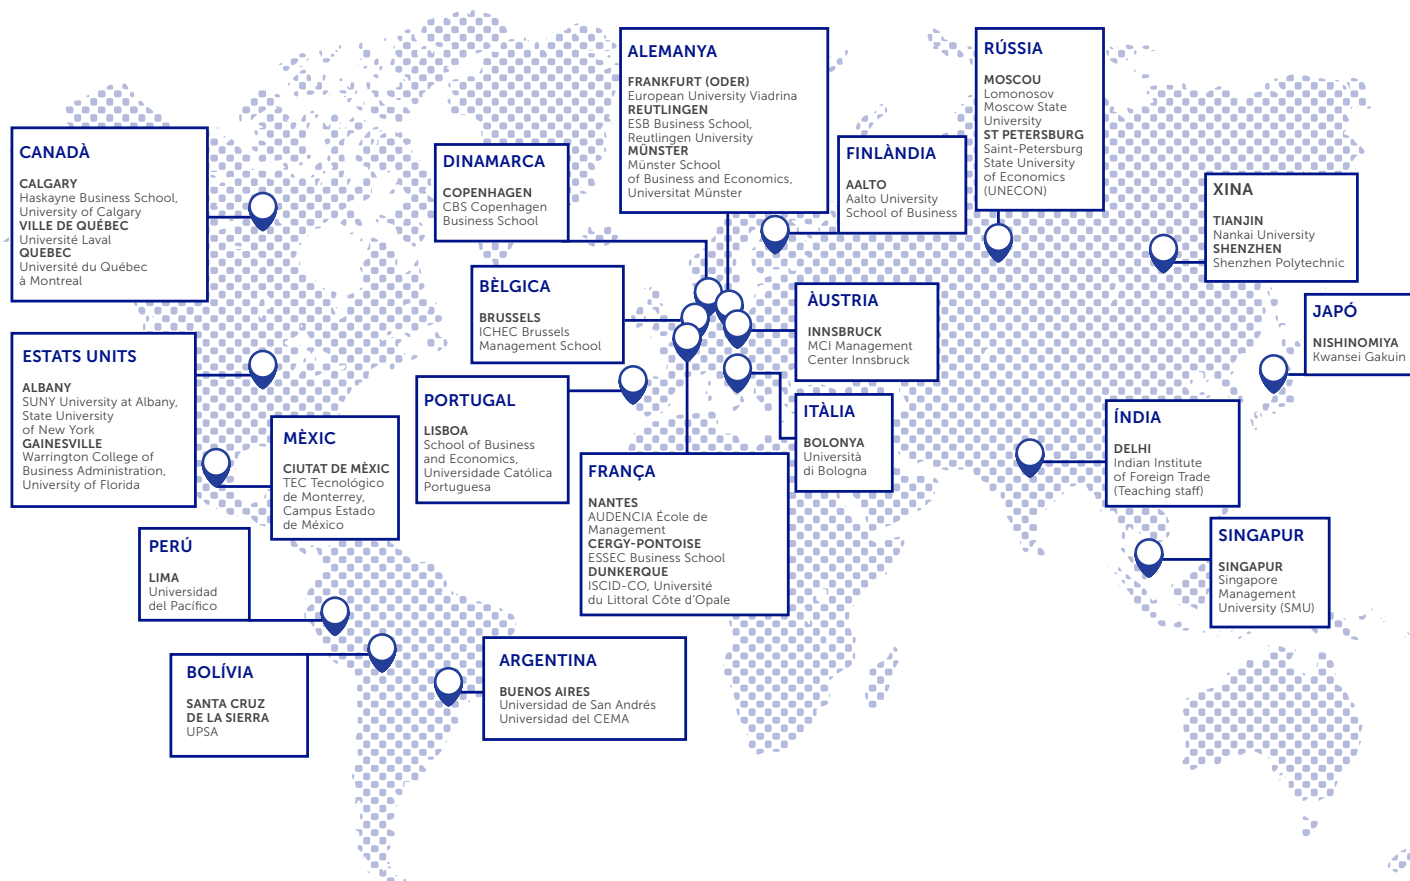 CANADÀ
CALGARY
Haskayne Business School,
University of Calgary
VILLE DE QUÉBEC
Université Laval
QUEBEC
Université du Québec
à Montreal
ESTATS UNITS
ALBANY
SUNY University at Albany,
State University
of New York
GAINESVILLE
Warrington College of
Business Administration,
University of Florida
MÈXIC
CIUTAT DE MÈXIC
TEC Tecnológico
de Monterrey,
Campus Estado
de México
PERÚ
LIMA
Universidad
del Pacífico
BOLÍVIA
SANTA CRUZ
DE LA SIERRA
UPSA
ARGENTINA
BUENOS AIRES
Universidad de San Andrés
Universidad del CEMA
DINAMARCA
COPENHAGEN
CBS Copenhagen
Business School
BÈLGICA
BRUSSELS
ICHEC Brussels
Management School
PORTUGAL
LISBOA
School of Business
and Economics,
Universidade Católica
Portuguesa
ALEMANYA
FRANKFURT (ODER)
European University Viadrina
REUTLINGEN
ESB Business School,
Reutlingen University
MÜNSTER
Münster School
of Business and Economics,
Universitat Münster
FRANÇA
NANTES
AUDENCIA École de
Management
CERGY-PONTOISE
ESSEC Business School
DUNKERQUE
ISCID-CO, Université
du Littoral Côte d’Opale
FINLÀNDIA
AALTO
Aalto University
School of Business
ÀUSTRIA
INNSBRUCK
MCI Management
Center Innsbruck
ITÀLIA
BOLONYA
Università
di Bologna
RÚSSIA
MOSCOU
Lomonosov
Moscow State
University
ST PETERSBURG
Saint-Petersburg
State University
of Economics
(UNECON)
XINA
TIANJIN
Nankai University
SHENZHEN
Shenzhen Polytechnic
JAPÓ
NISHINOMIYA
Kwansei Gakuin
ÍNDIA
DELHI
Indian Institute
of Foreign Trade
(Teaching staff)
SINGAPUR
SINGAPUR
Singapore
Management
University (SMU)